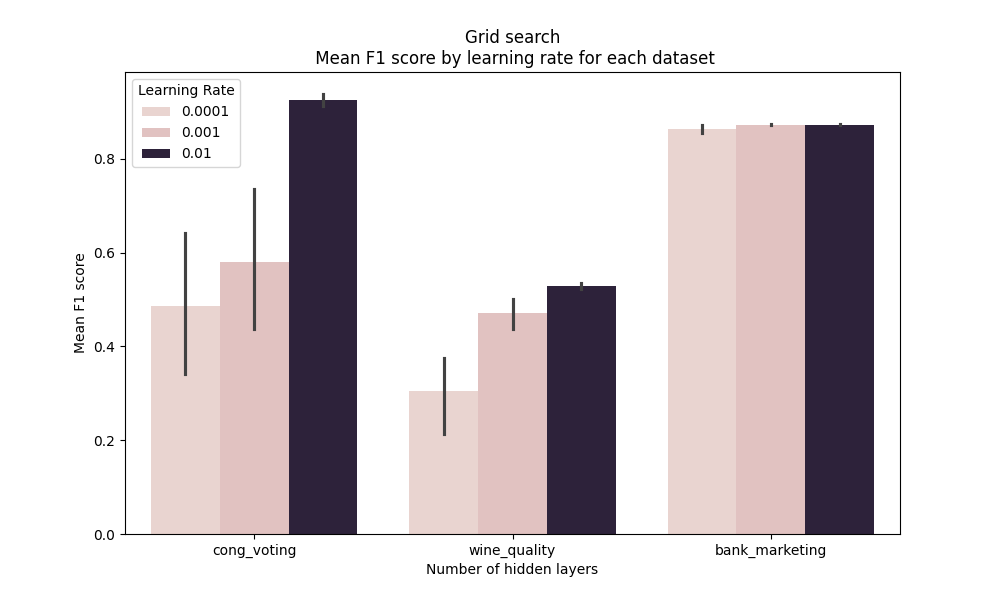 Grid search
Mean F1 score by learning rate for each dataset
Learning Rate
0.0001
0.001
0.01
Mean F1 score
0.8
0.6
0.4
0.2
0.0
cong_voting
wine_quality
bank_marketing
Number of hidden layers